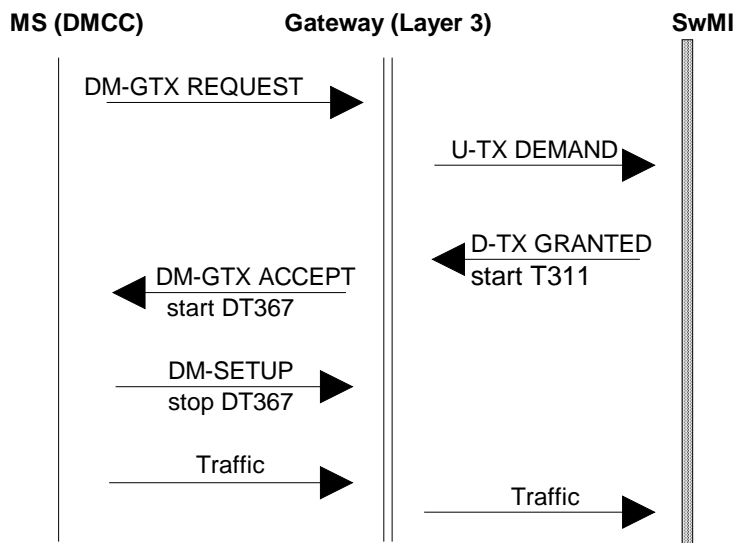 MS (DMCC) Gateway (Layer 3) SwMI
DM-GTX REQUEST
U-TX DEMAND
D-TX GRANTED
start T311
DM-GTX ACCEPT
start DT367
DM-SETUP
stop DT367
Traffic
Traffic